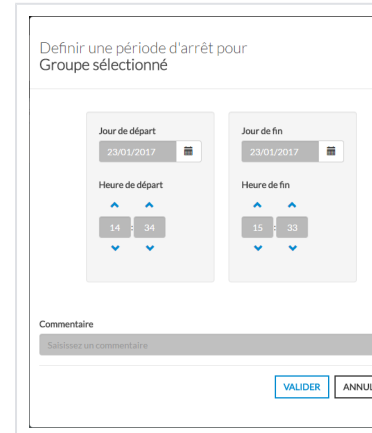 Definir une période d'arrêt pour
Groupe sélectionné
Jour de départ
Jour de fin
23/01/2017
23/01/2017
Heure de départ
Heure de fin
14 : 34
15 : 33
Commentaire
Saisissez un commentaire
VALIDER
ANNUL